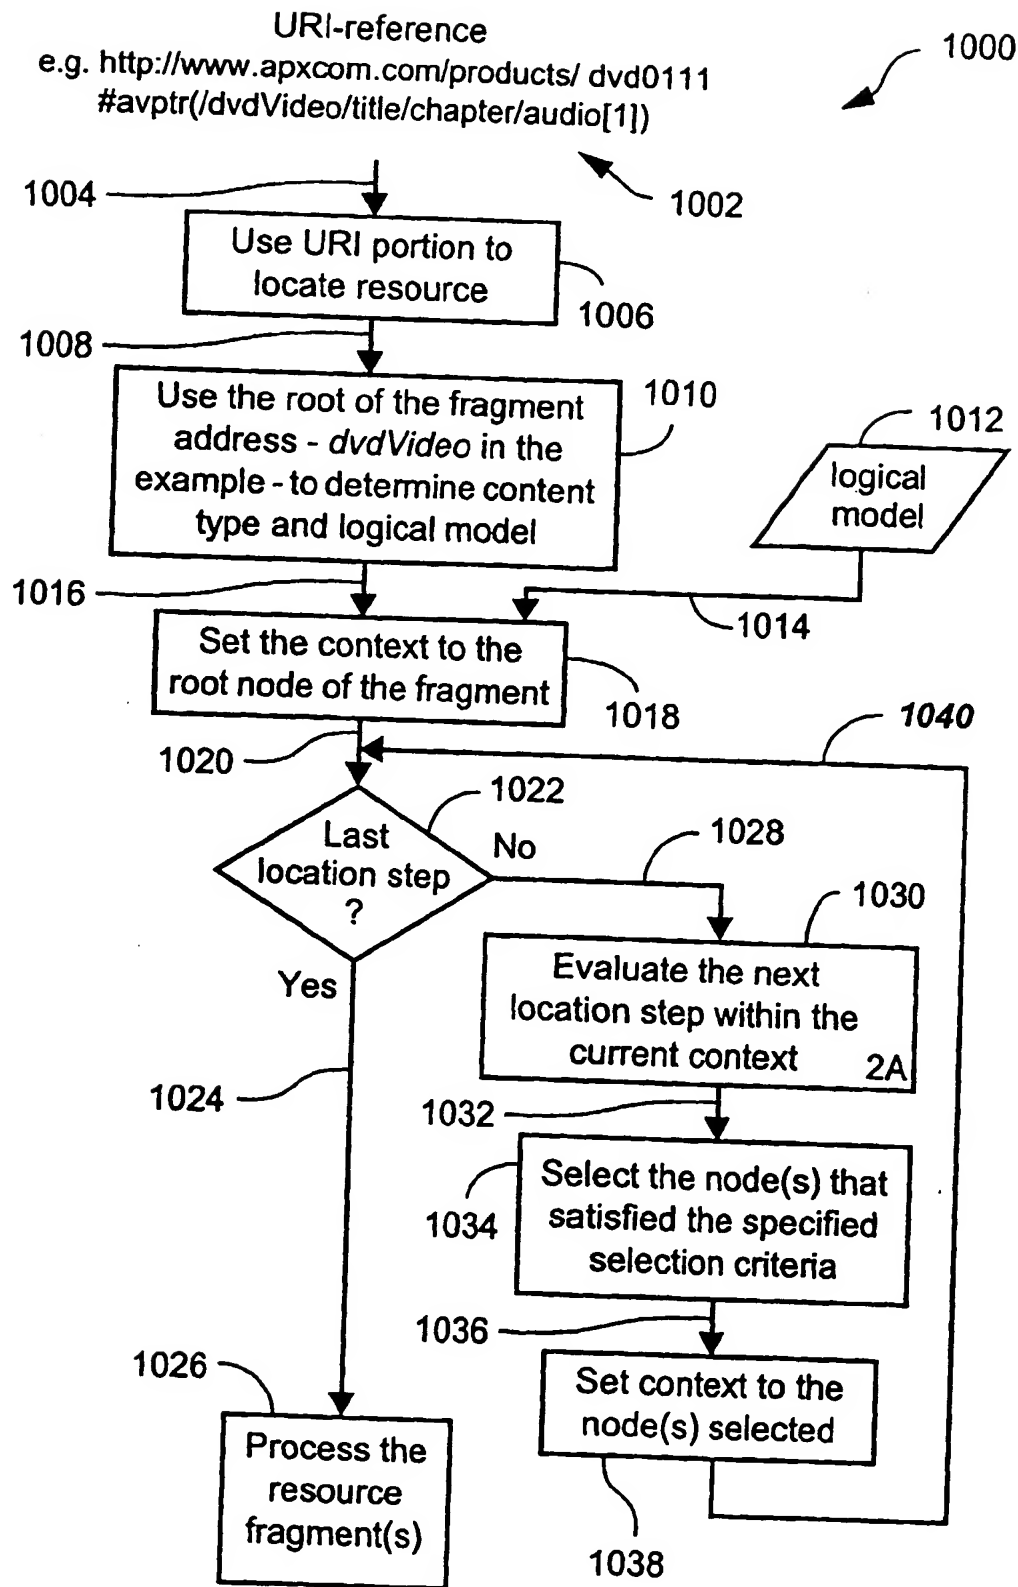 URI-reference
1000
e.g. http://www.apxcom.com/products/ dvd0111
#avptr(/dvdVideo/title/chapter/audio[1])
1004
1002
Use URI portion to
locate resource
1006
1008
Use the root of the fragment
address - dvdVideo in the
example - to determine content
type and logical model
1010
1012
logical
model
1016
1014
Set the context to the
root node of the fragment
1018
1040
1020
1022
Last
location step
?
No
1028
1030
Yes
Evaluate the next
location step within the
current context
2A
1024
1032
Select the node(s) that
satisfied the specified
selection criteria
1034
1036
1026
Set context to the
node(s) selected
Process the
resource
fragment(s)
1038